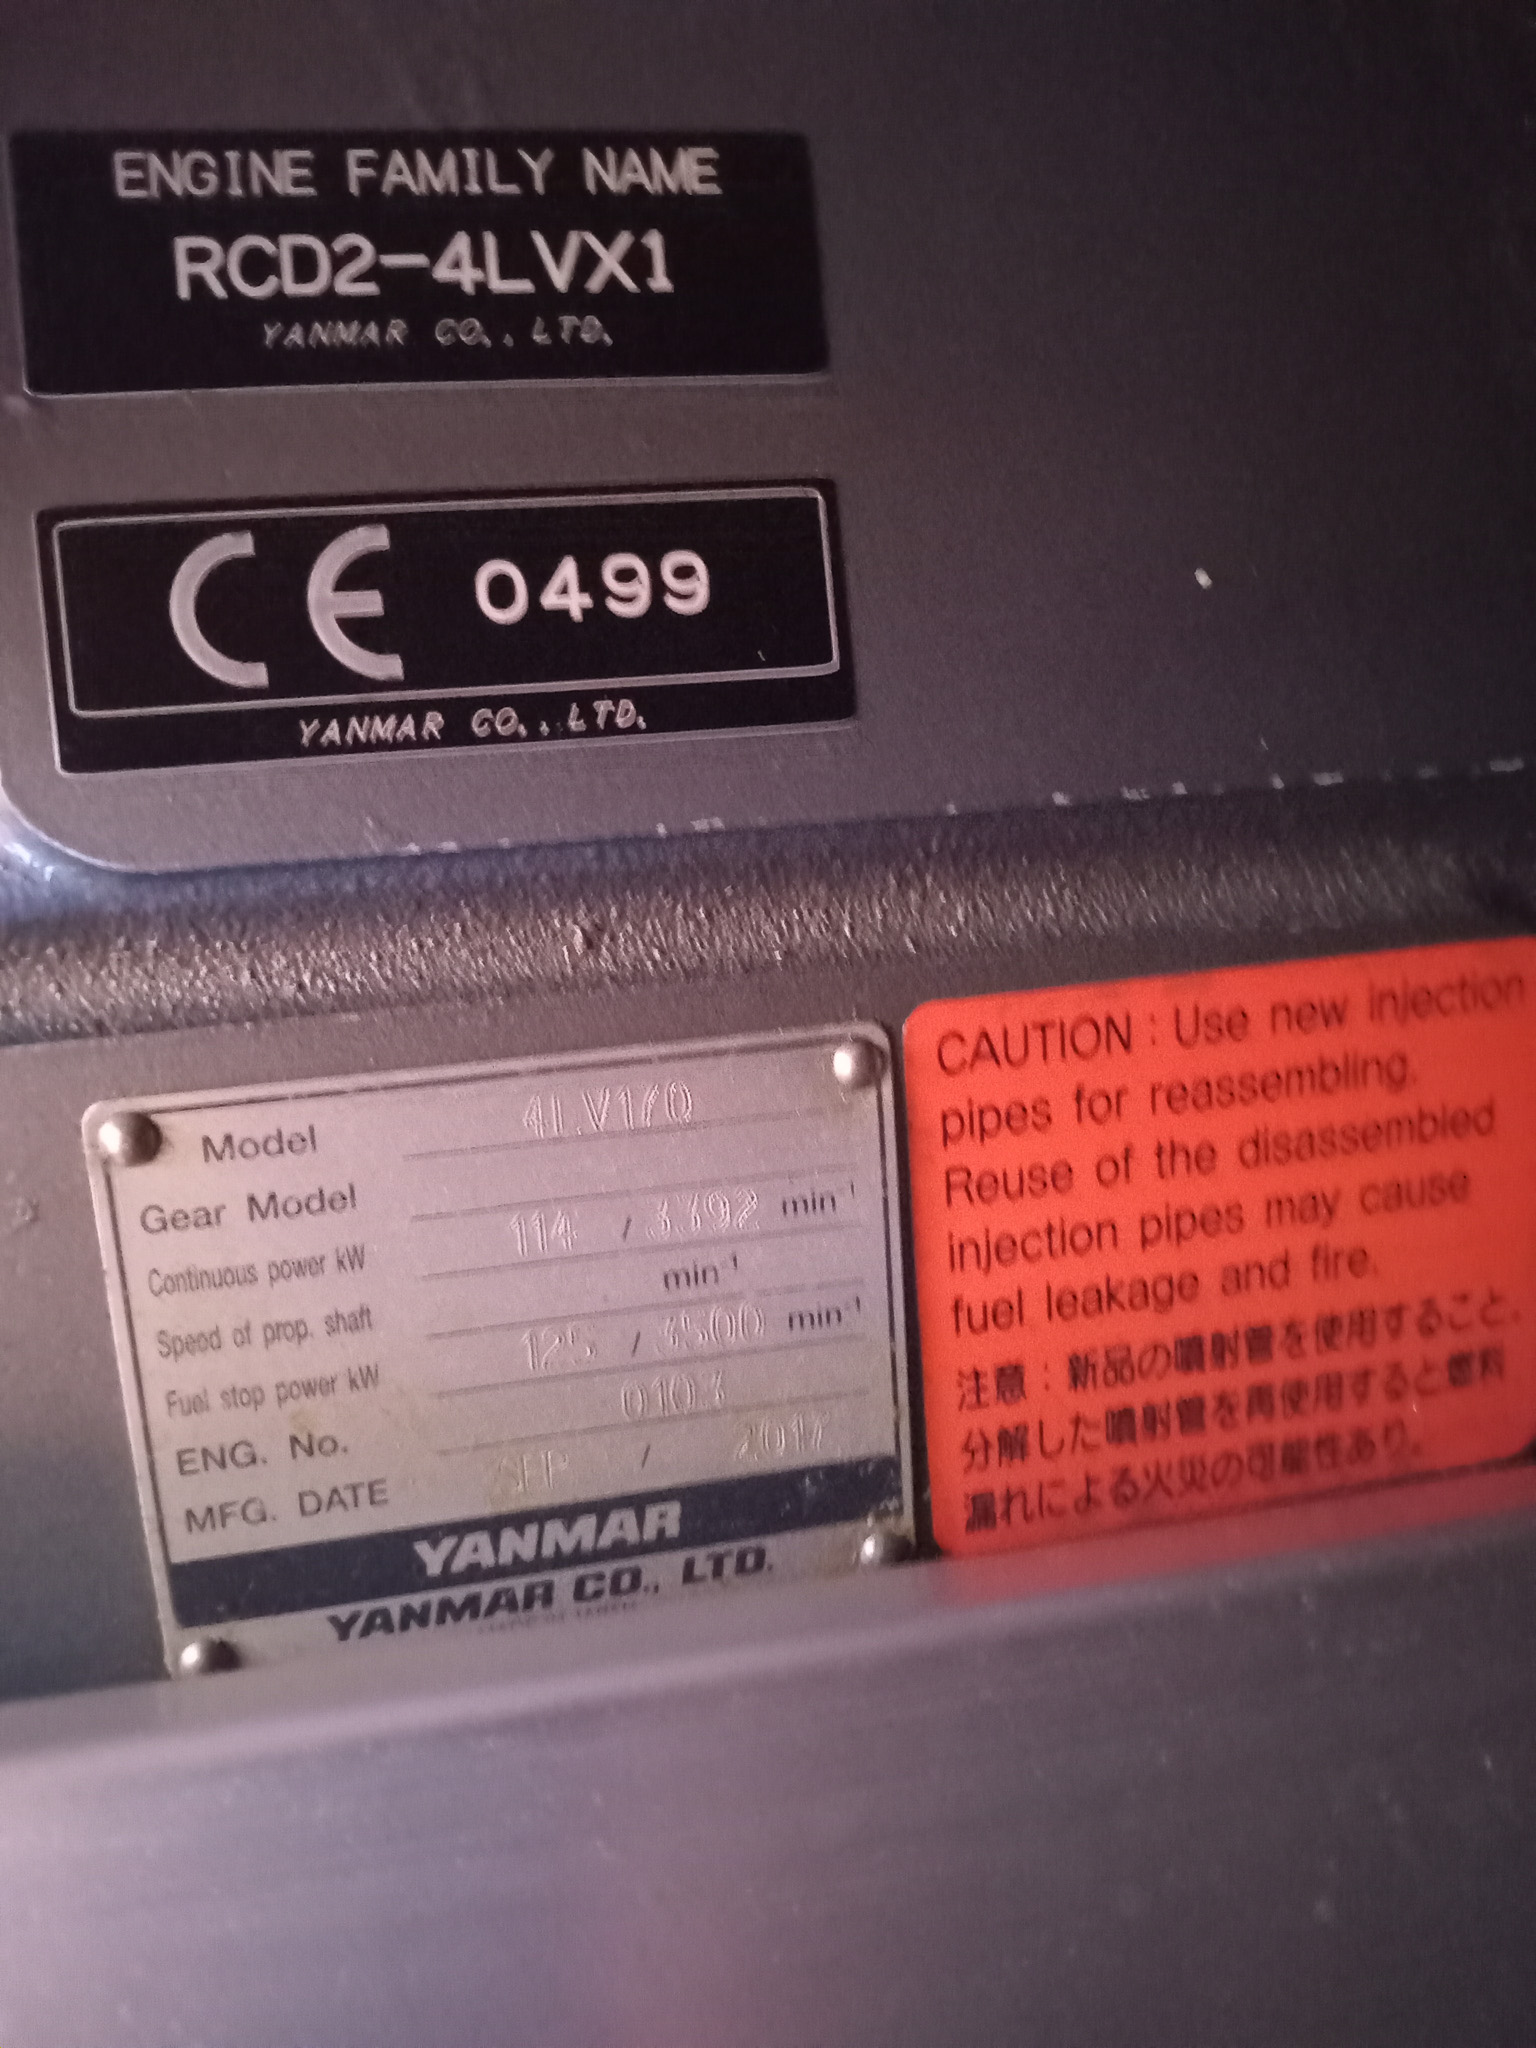 ENGINE FAMILY NAME
RCD2-4LVX1
YANMAR CO., LTD.
CE 0499
YANMAR CO., LTD.
Model 4LV170
Gear Model
Continuous power kW 114 / 3392 min⁻¹
Speed of prop. shaft min⁻¹
Fuel stop power kW 125 / 3500 min⁻¹
ENG. No. 0103
MFG. DATE SEP / 2017
YANMAR
YANMAR CO., LTD.
CAUTION : Use new injection
pipes for reassembling.
Reuse of the disassembled
injection pipes may cause
fuel leakage and fire.
注意 : 新品の噴射管を使用すること。
分解した噴射管を再使用すると燃料
漏れによる火災の可能性あり。